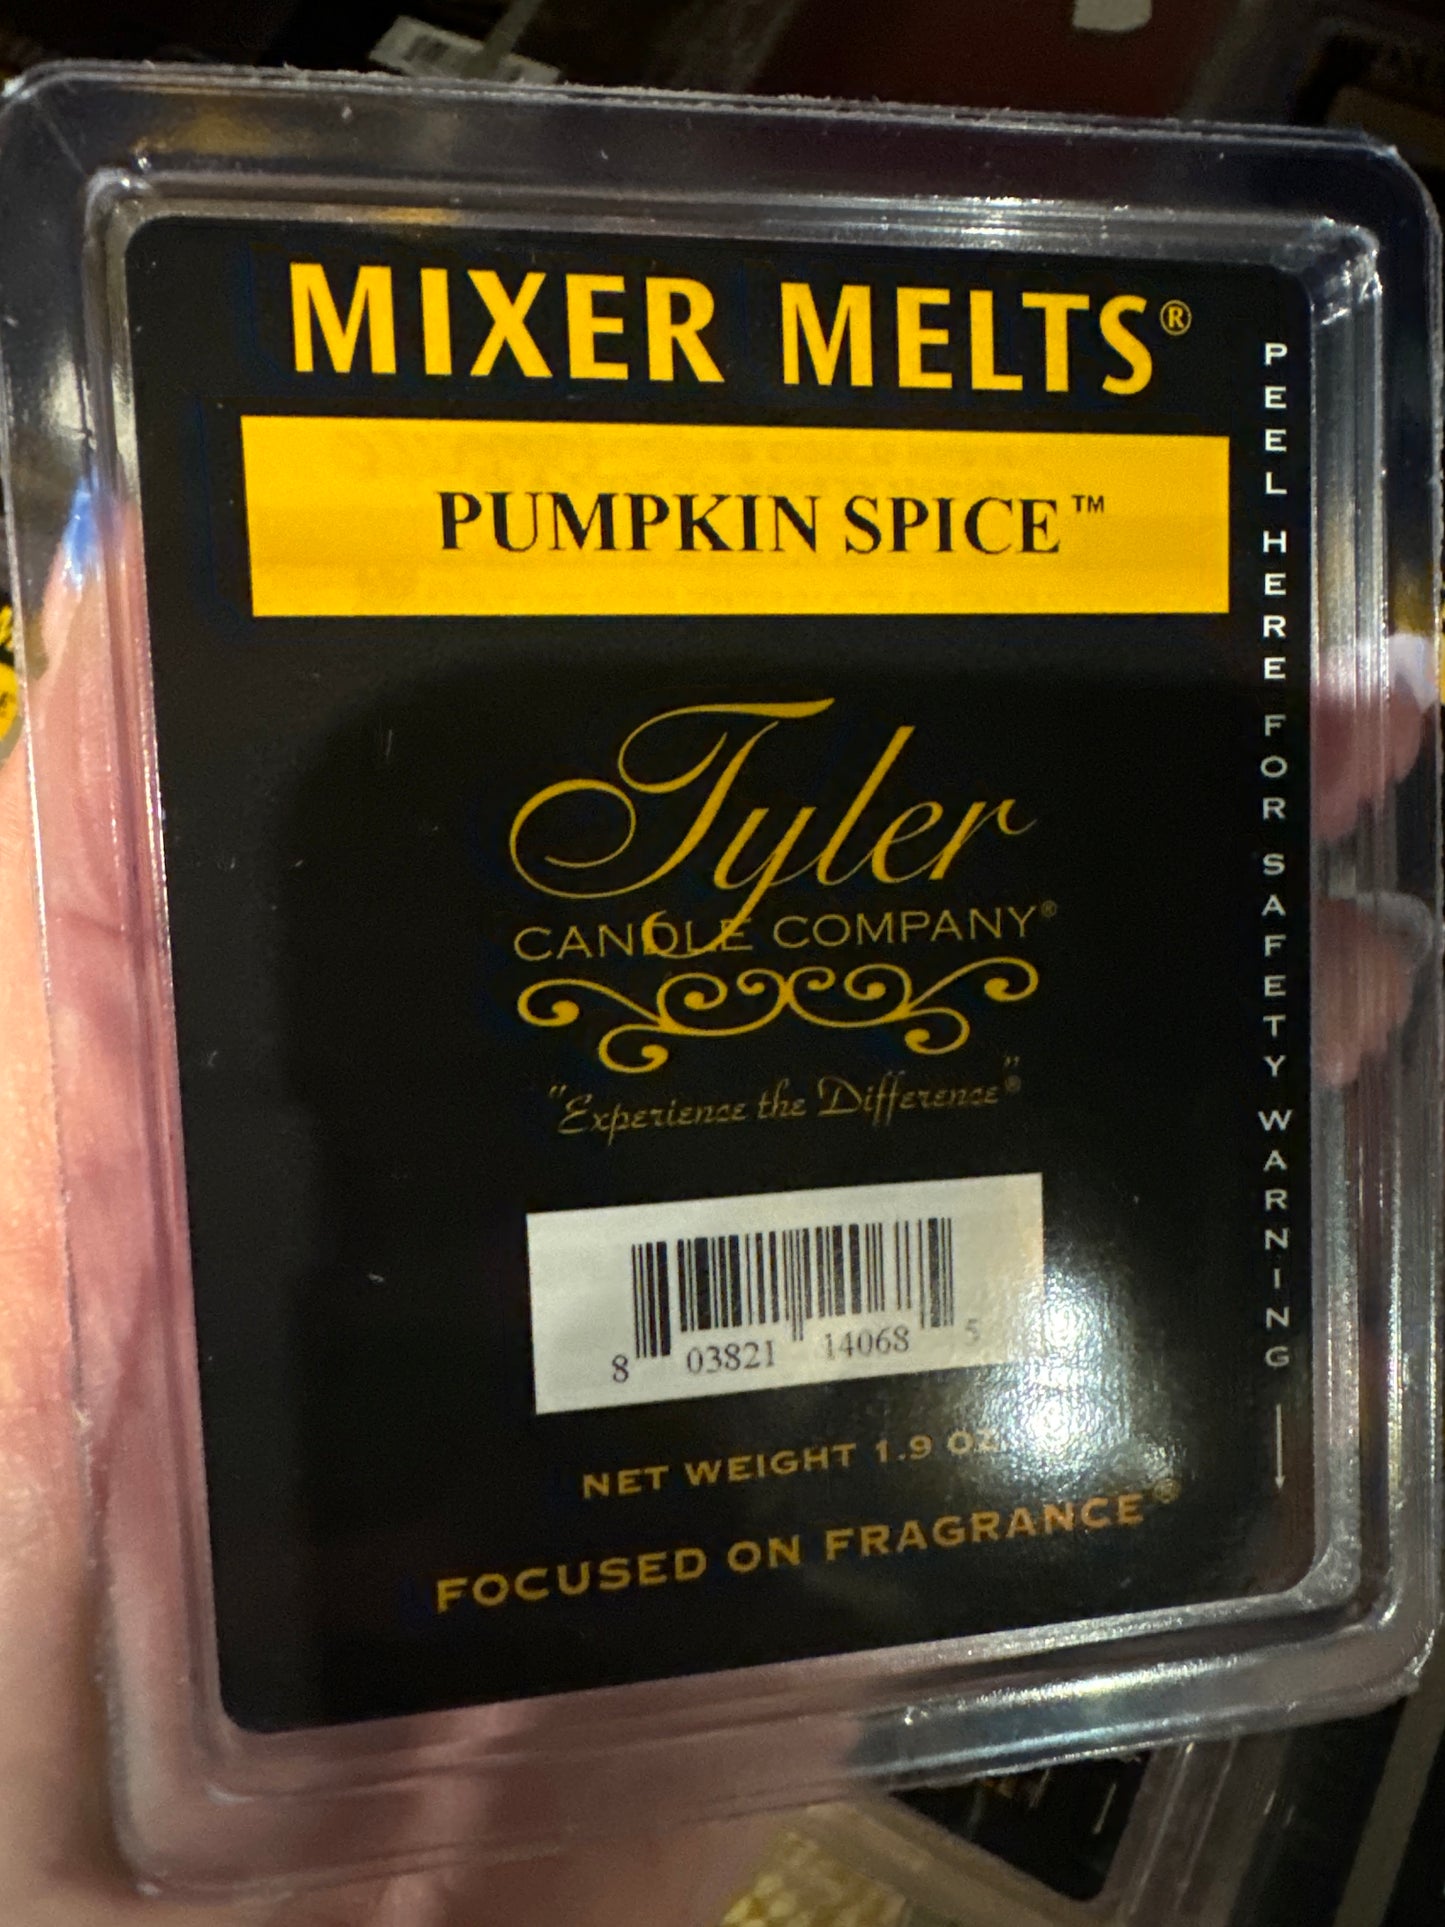 MIXER MELTS®
PUMPKIN SPICE™
Tyler
CANDLE COMPANY®
"Experience the Difference"®
8 03821 14068 5
NET WEIGHT 1.9 OZ
FOCUSED ON FRAGRANCE®
PEEL HERE FOR SAFETY WARNING